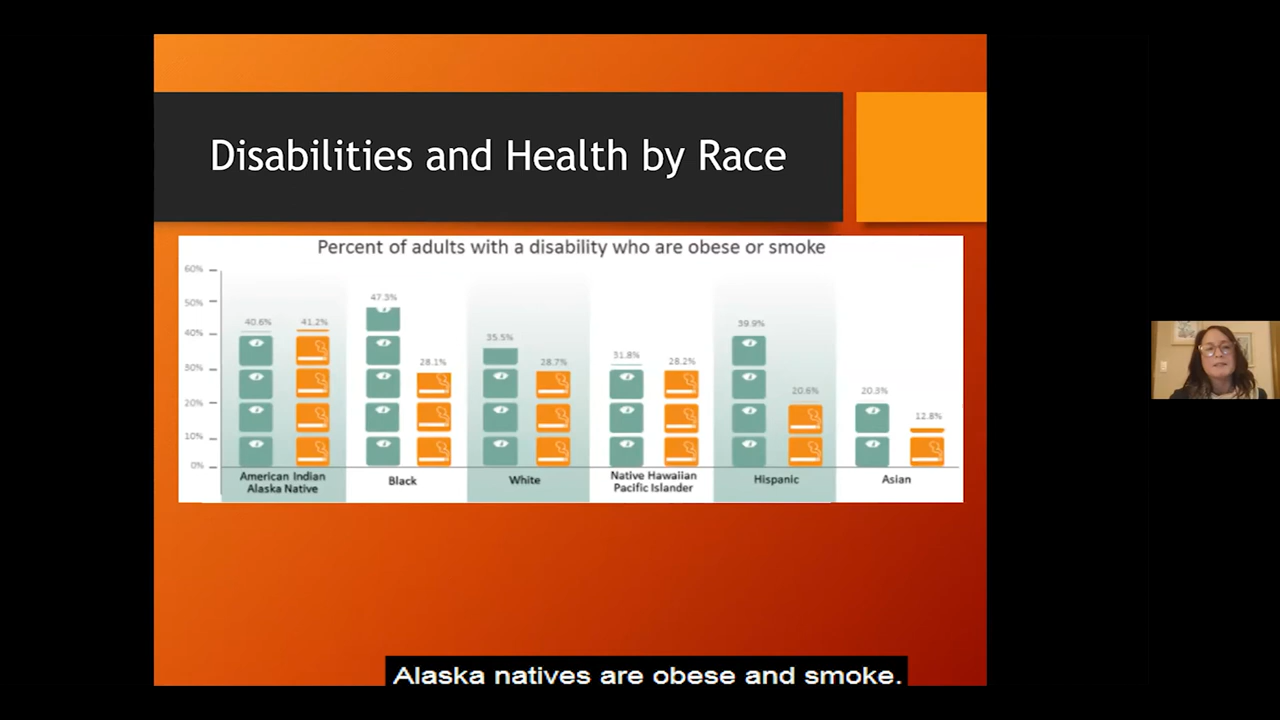 Disabilities and Health by Race
Percent of adults with a disability who are obese or smoke
60%
50%
40%
30%
20%
10%
0%
40.6%
41.2%
47.3%
28.1%
35.5%
28.7%
31.8%
28.2%
39.9%
20.6%
20.3%
12.8%
American Indian
Alaska Native
Black
White
Native Hawaiian
Pacific Islander
Hispanic
Asian
Alaska natives are obese and smoke.